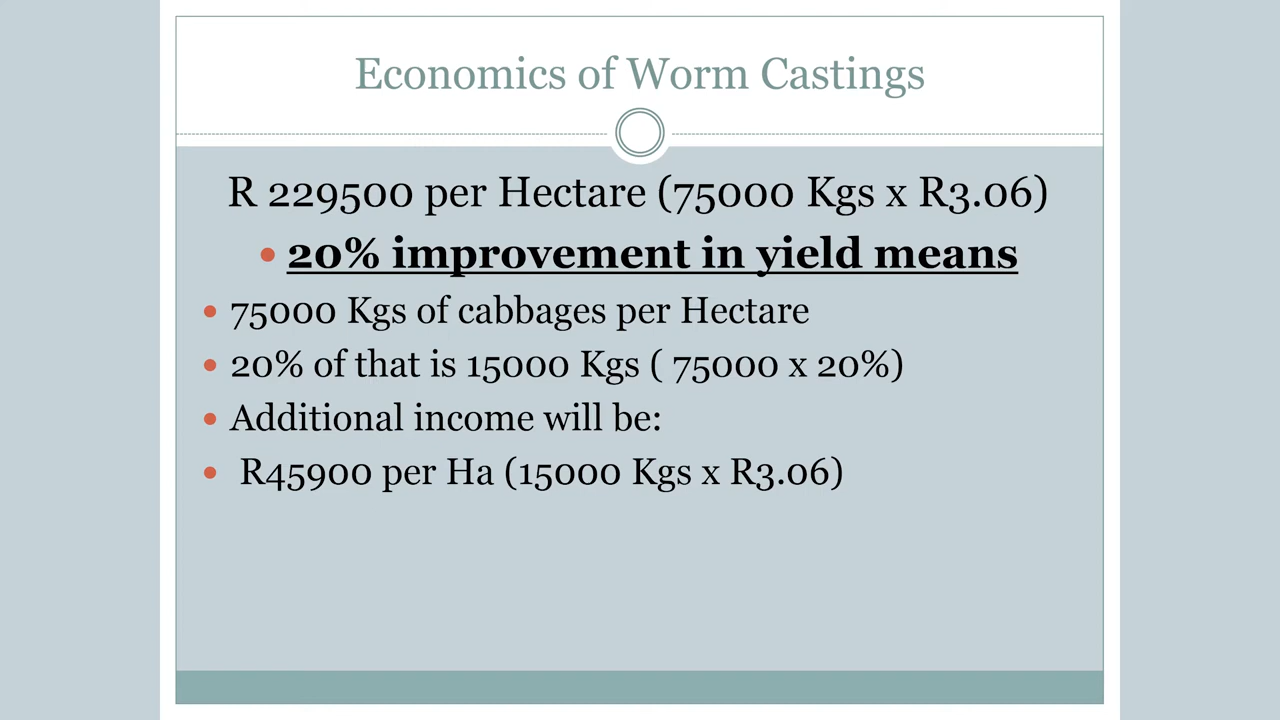 Economics of Worm Castings
R 229500 per Hectare (75000 Kgs x R3.06)
• 20% improvement in yield means
• 75000 Kgs of cabbages per Hectare
• 20% of that is 15000 Kgs ( 75000 x 20%)
• Additional income will be:
• R45900 per Ha (15000 Kgs x R3.06)